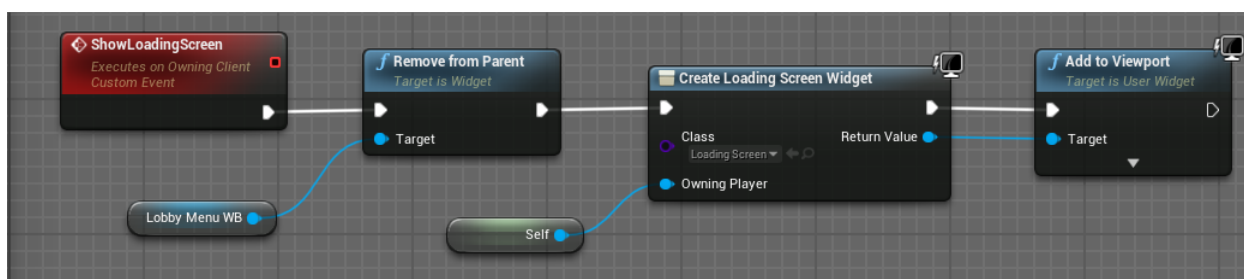 ShowLoadingScreen
Executes on Owning Client
Custom Event
f Remove from Parent
Target is Widget
Target
Lobby Menu WB
Create Loading Screen Widget
Class
Loading Screen
Return Value
Owning Player
Self
f Add to Viewport
Target is User Widget
Target